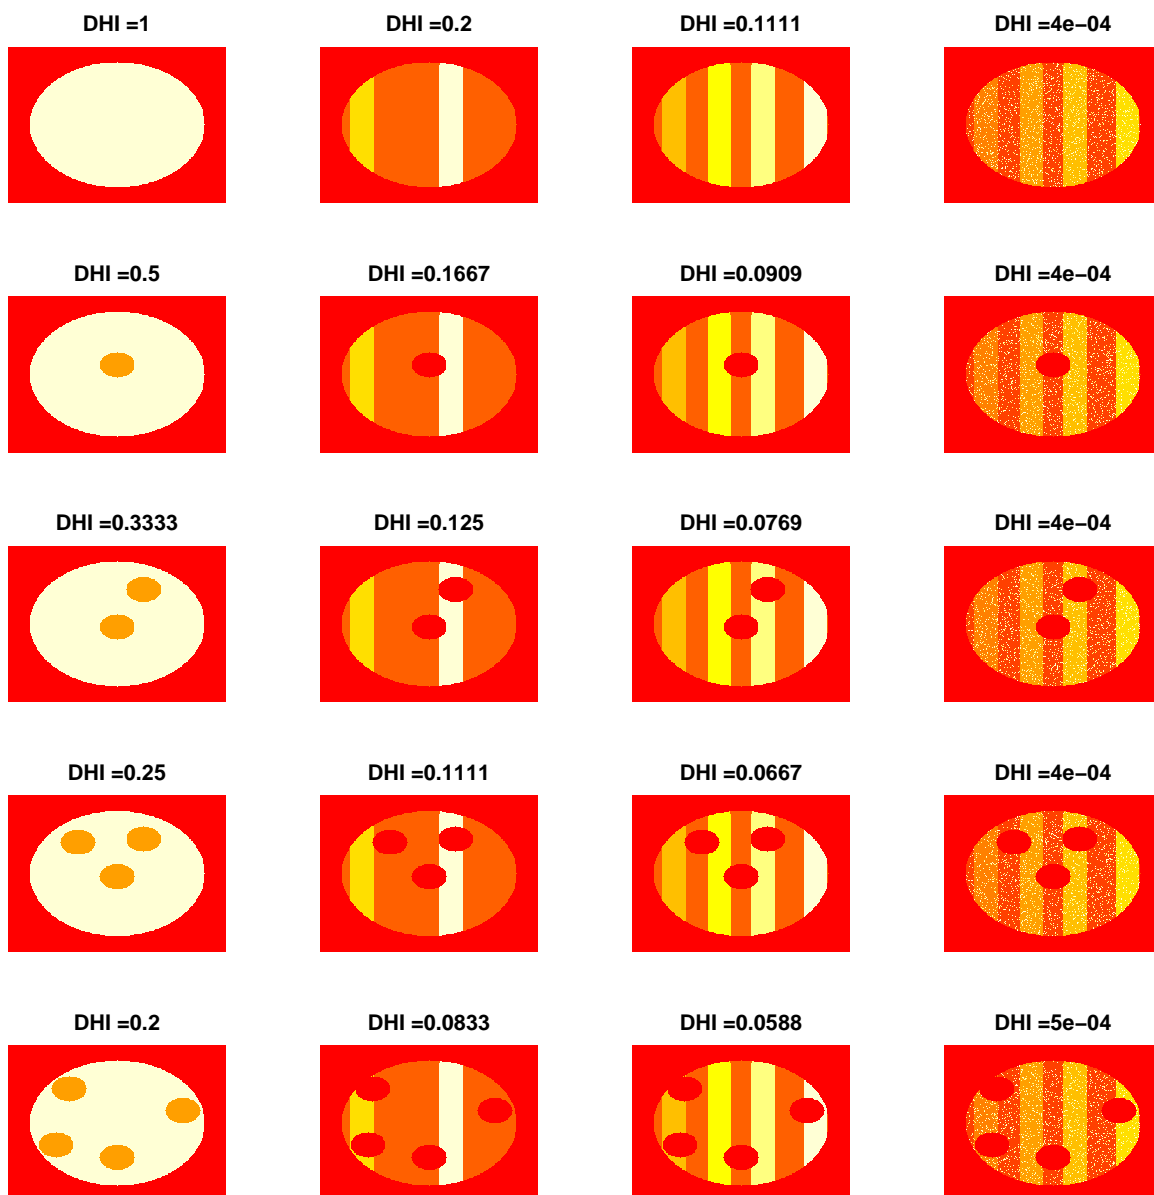 DHI =1
DHI =0.2
DHI =0.1111
DHI =4e−04
DHI =0.5
DHI =0.1667
DHI =0.0909
DHI =4e−04
DHI =0.3333
DHI =0.125
DHI =0.0769
DHI =4e−04
DHI =0.25
DHI =0.1111
DHI =0.0667
DHI =4e−04
DHI =0.2
DHI =0.0833
DHI =0.0588
DHI =5e−04